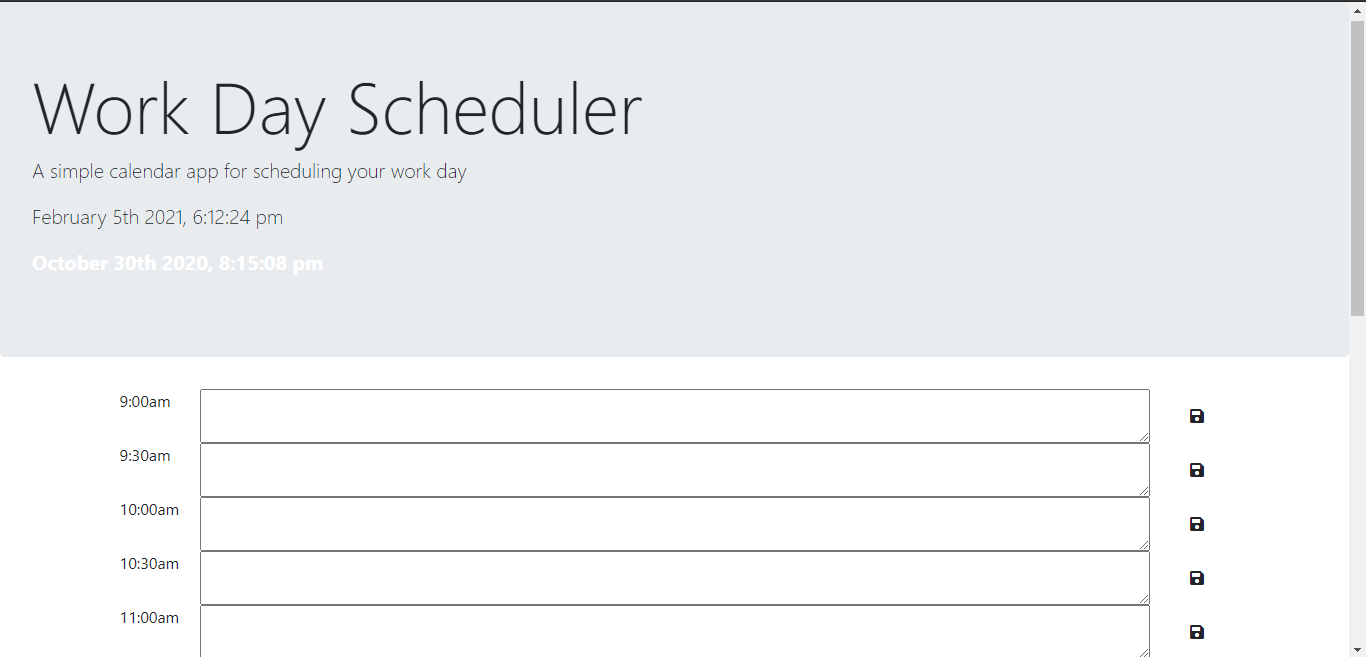 Work Day Scheduler
A simple calendar app for scheduling your work day
February 5th 2021, 6:12:24 pm
October 30th 2020, 8:15:08 pm
9:00am
9:30am
10:00am
10:30am
11:00am